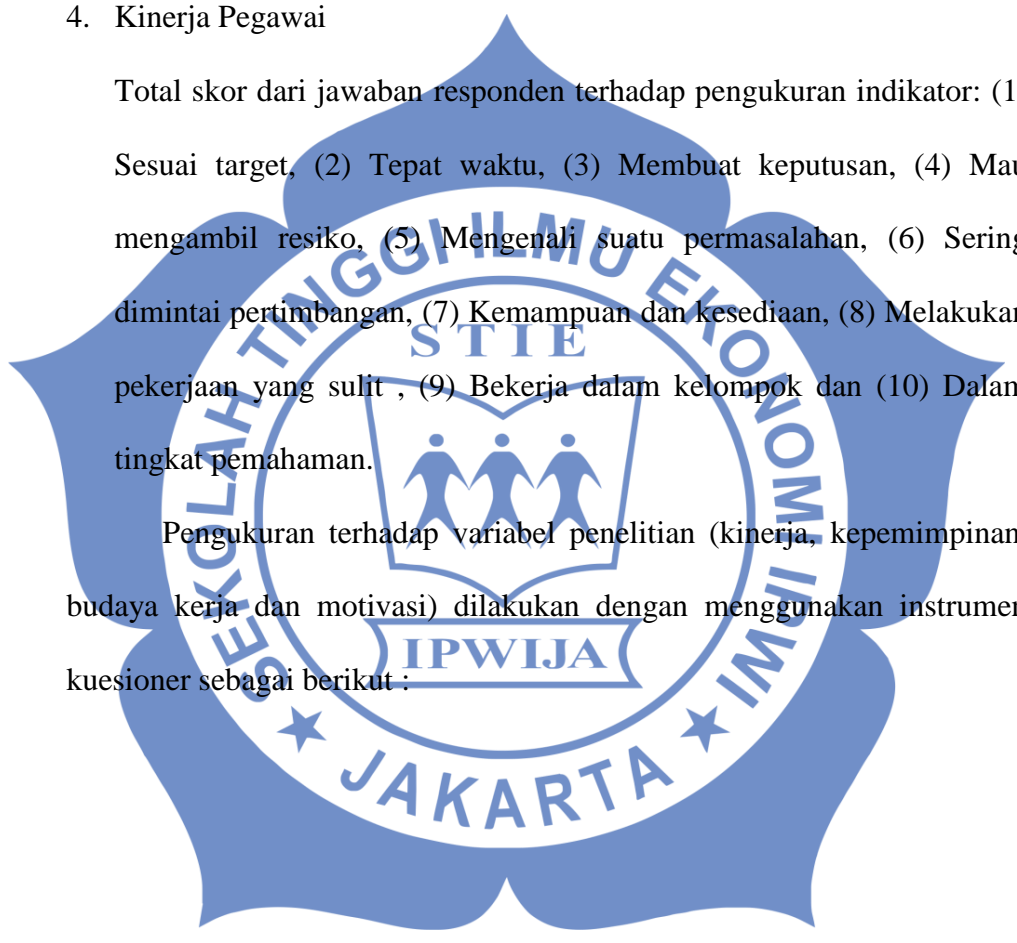 4. Kinerja Pegawai
Total skor dari jawaban responden terhadap pengukuran indikator: (1
Sesuai target, (2) Tepat waktu, (3) Membuat keputusan, (4) Mau
mengambil resiko, (5) Mengenali suatu permasalahan, (6) Sering
dimintai pertimbangan, (7) Kemampuan dan kesediaan, (8) Melakukan
pekerjaan yang sulit , (9) Bekerja dalam kelompok dan (10) Dalam
tingkat pemahaman.
Pengukuran terhadap variabel penelitian (kinerja, kepemimpinan
budaya kerja dan motivasi) dilakukan dengan menggunakan instrumen
kuesioner sebagai berikut :
SEKOLAH TINGGI ILMU EKONOMI IPWI
STIE
IPWIJA
JAKARTA